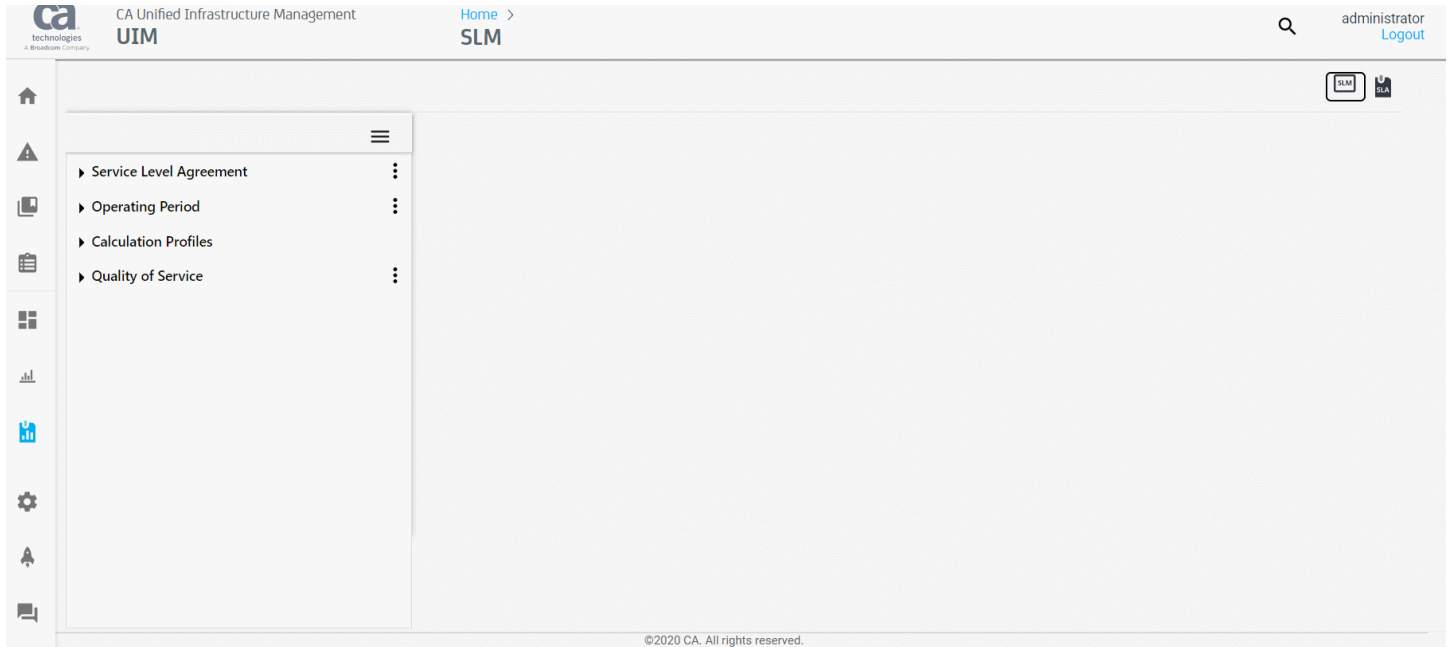 ca
technologies
A Broadcom Company
CA Unified Infrastructure Management
UIM
Home >
SLM
administrator
Logout
SLM
SLA
Service Level Agreement
Operating Period
Calculation Profiles
Quality of Service
©2020 CA. All rights reserved.